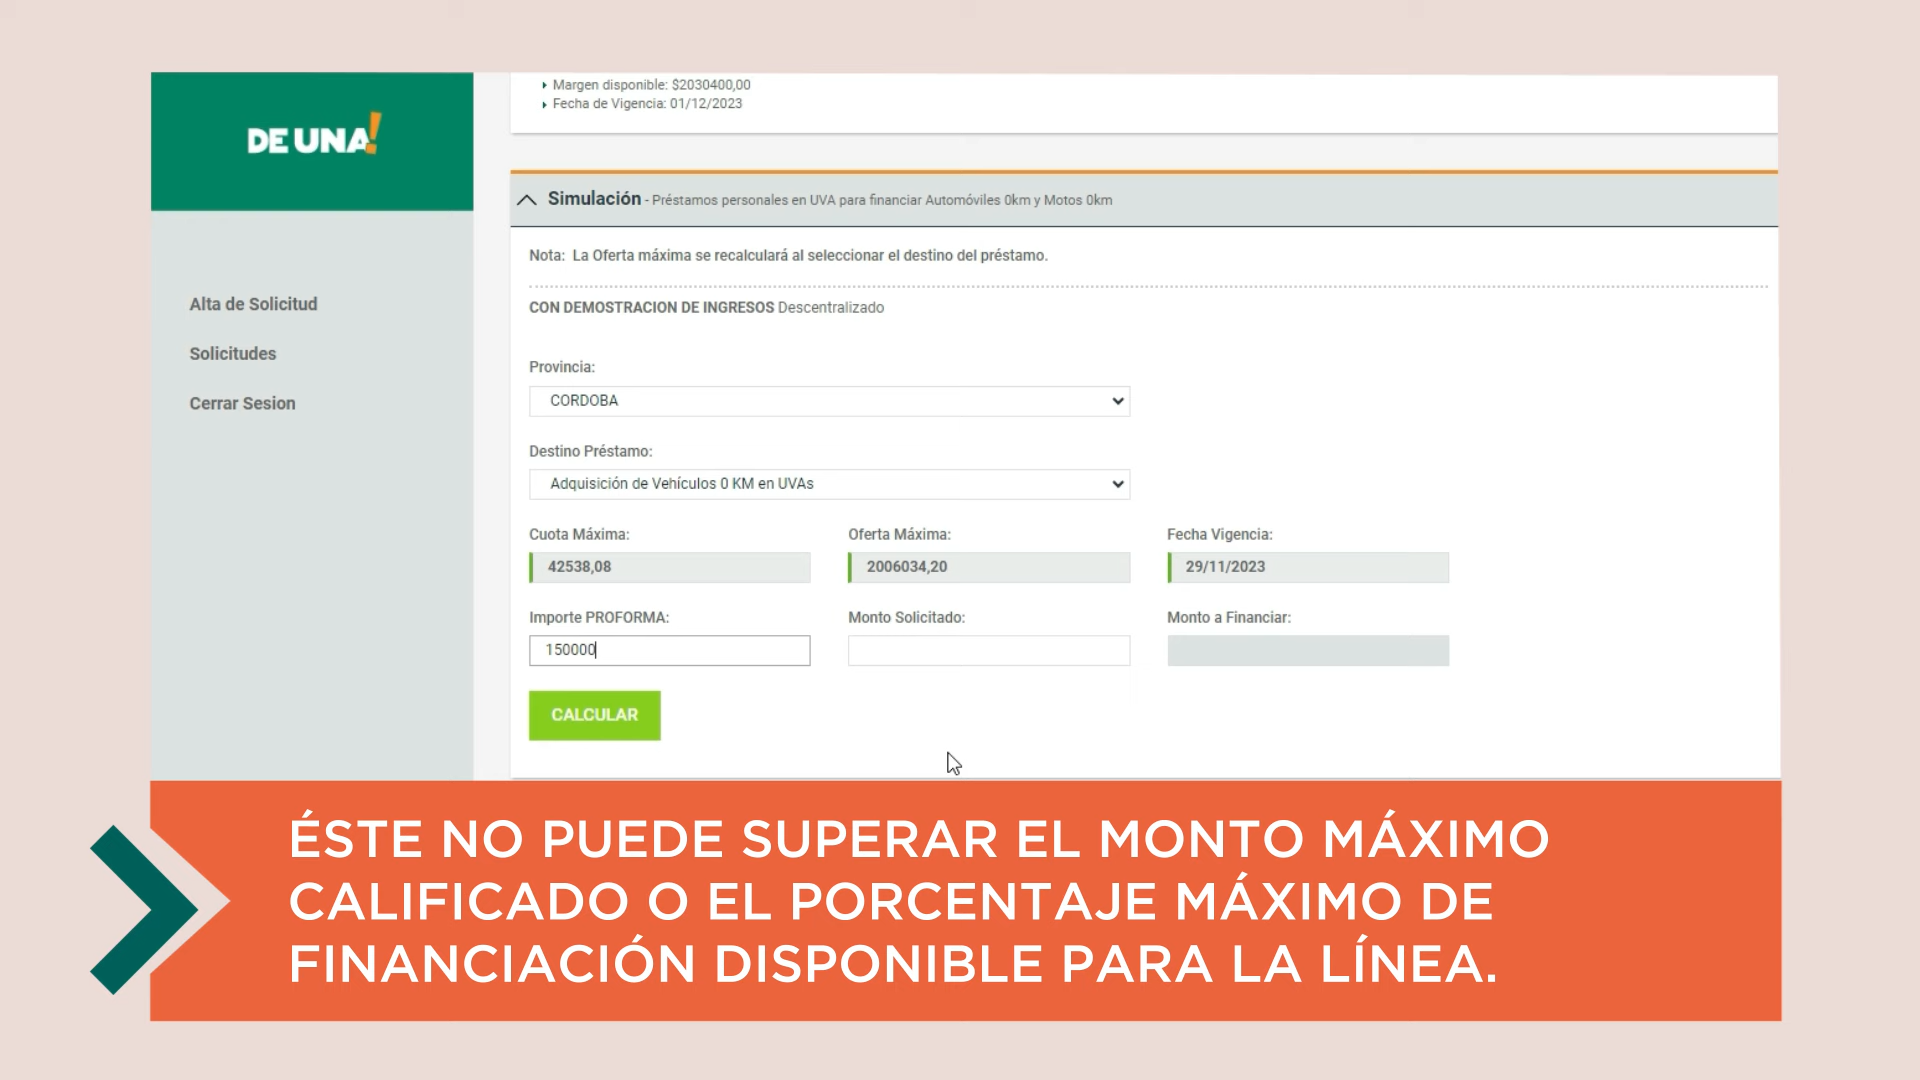 Margen disponible: $2030400,00
Fecha de Vigencia: 01/12/2023
DE UNA!
Simulación - Préstamos personales en UVA para financiar Automóviles 0km y Motos 0km
Nota: La Oferta máxima se recalculará al seleccionar el destino del préstamo.
Alta de Solicitud
Solicitudes
Cerrar Sesion
CON DEMOSTRACION DE INGRESOS Descentralizado
Provincia:
CORDOBA
Destino Préstamo:
Adquisición de Vehículos 0 KM en UVAs
Cuota Máxima: Oferta Máxima: Fecha Vigencia:
42538,08 2006034,20 29/11/2023
Importe PROFORMA: Monto Solicitado: Monto a Financiar:
150000
CALCULAR
ÉSTE NO PUEDE SUPERAR EL MONTO MÁXIMO
CALIFICADO O EL PORCENTAJE MÁXIMO DE
FINANCIACIÓN DISPONIBLE PARA LA LÍNEA.